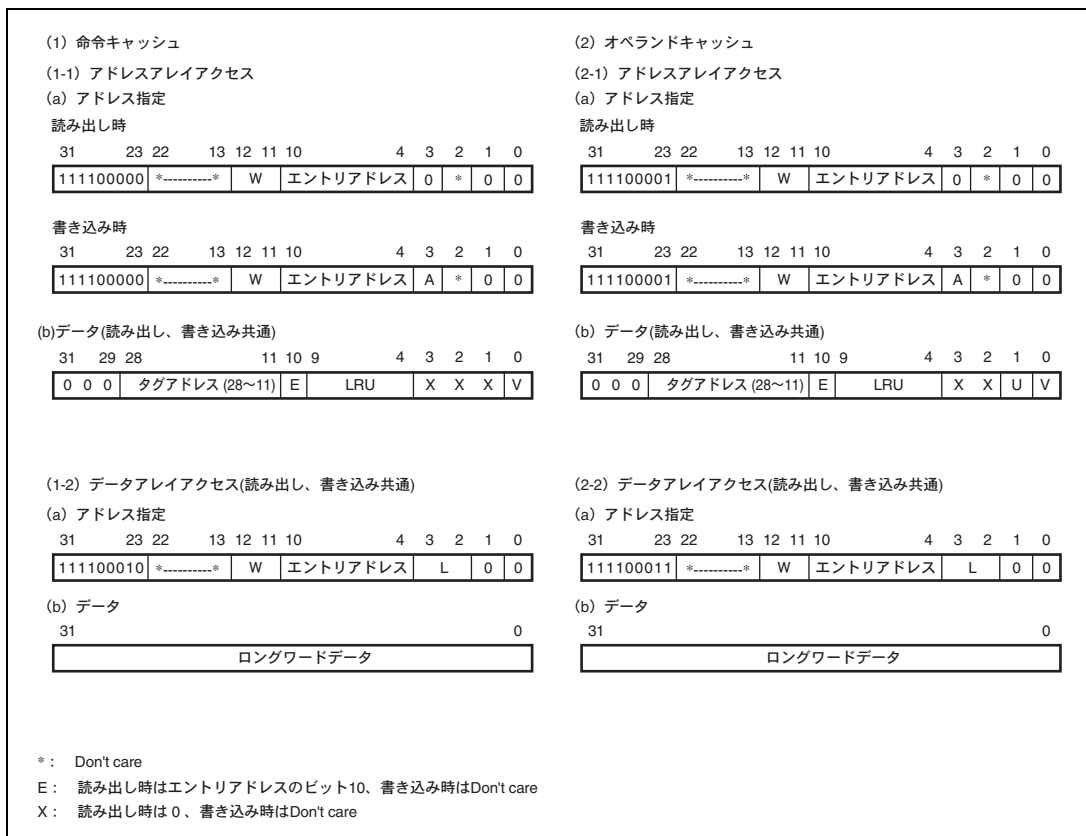 (1) 命令キャッシュ
(1-1) アドレスアレイアクセス
(a) アドレス指定
読み出し時
31 23 22 13 12 11 10 4 3 2 1 0
111100000 *----------* W エントリアドレス 0 * 0 0
書き込み時
31 23 22 13 12 11 10 4 3 2 1 0
111100000 *----------* W エントリアドレス A * 0 0
(b)データ(読み出し、書き込み共通)
31 29 28 11 10 9 4 3 2 1 0
0 0 0 タグアドレス (28~11) E LRU X X X V
(1-2) データアレイアクセス(読み出し、書き込み共通)
(a) アドレス指定
31 23 22 13 12 11 10 4 3 2 1 0
111100010 *----------* W エントリアドレス L 0 0
(b) データ
31 0
ロングワードデータ
(2) オペランドキャッシュ
(2-1) アドレスアレイアクセス
(a) アドレス指定
読み出し時
31 23 22 13 12 11 10 4 3 2 1 0
111100001 *----------* W エントリアドレス 0 * 0 0
書き込み時
31 23 22 13 12 11 10 4 3 2 1 0
111100001 *----------* W エントリアドレス A * 0 0
(b) データ(読み出し、書き込み共通)
31 29 28 11 10 9 4 3 2 1 0
0 0 0 タグアドレス (28~11) E LRU X X U V
(2-2) データアレイアクセス(読み出し、書き込み共通)
(a) アドレス指定
31 23 22 13 12 11 10 4 3 2 1 0
111100011 *----------* W エントリアドレス L 0 0
(b) データ
31 0
ロングワードデータ
*: Don't care
E: 読み出し時はエントリアドレスのビット10、書き込み時はDon't care
X: 読み出し時は 0 、書き込み時はDon't care